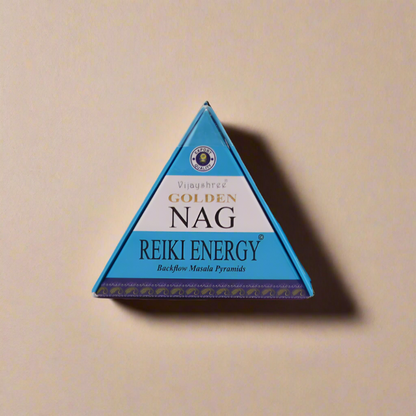 Vijayshree
GOLDEN
NAG
REIKI ENERGY©
Backflow Masala Pyramids